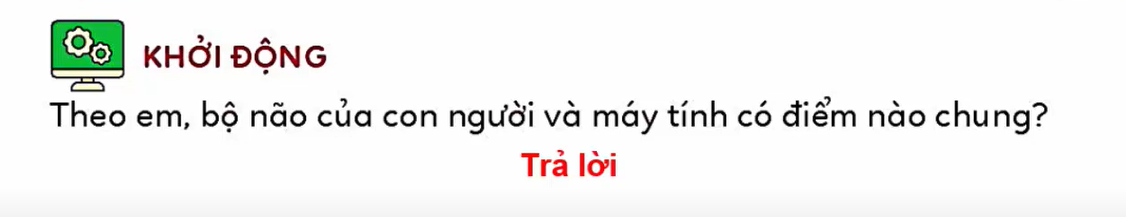 KHỞI ĐỘNG
Theo em, bộ não của con người và máy tính có điểm nào chung?
Trả lời